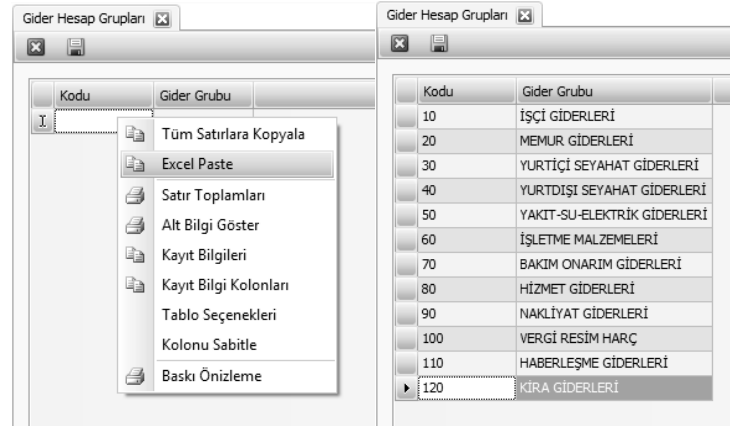 Gider Hesap Grupları
Kodu Gider Grubu
Tüm Satırlara Kopyala
Excel Paste
Satır Toplamları
Alt Bilgi Göster
Kayıt Bilgileri
Kayıt Bilgi Kolonları
Tablo Seçenekleri
Kolonu Sabitle
Baskı Önizleme
Gider Hesap Grupları
Kodu Gider Grubu
10 İŞÇİ GİDERLERİ
20 MEMUR GİDERLERİ
30 YURTİÇİ SEYAHAT GİDERLERİ
40 YURTDIŞI SEYAHAT GİDERLERİ
50 YAKIT-SU-ELEKTRİK GİDERLERİ
60 İŞLETME MALZEMELERİ
70 BAKIM ONARIM GİDERLERİ
80 HİZMET GİDERLERİ
90 NAKLİYAT GİDERLERİ
100 VERGİ RESİM HARÇ
110 HABERLEŞME GİDERLERİ
120 KİRA GİDERLERİ